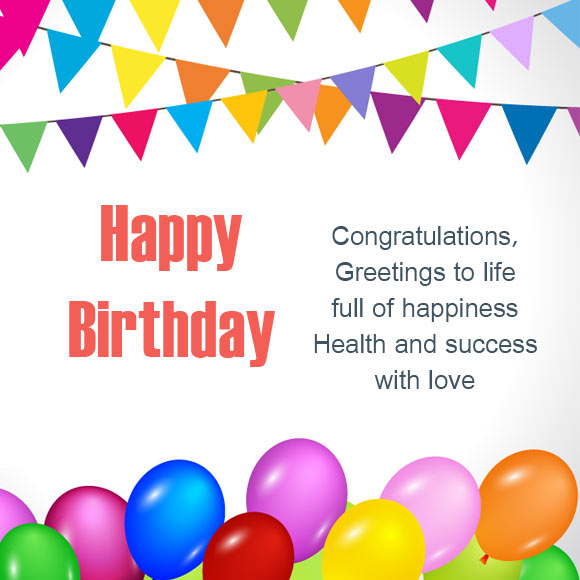 Happy
Birthday
Congratulations,
Greetings to life
full of happiness
Health and success
with love